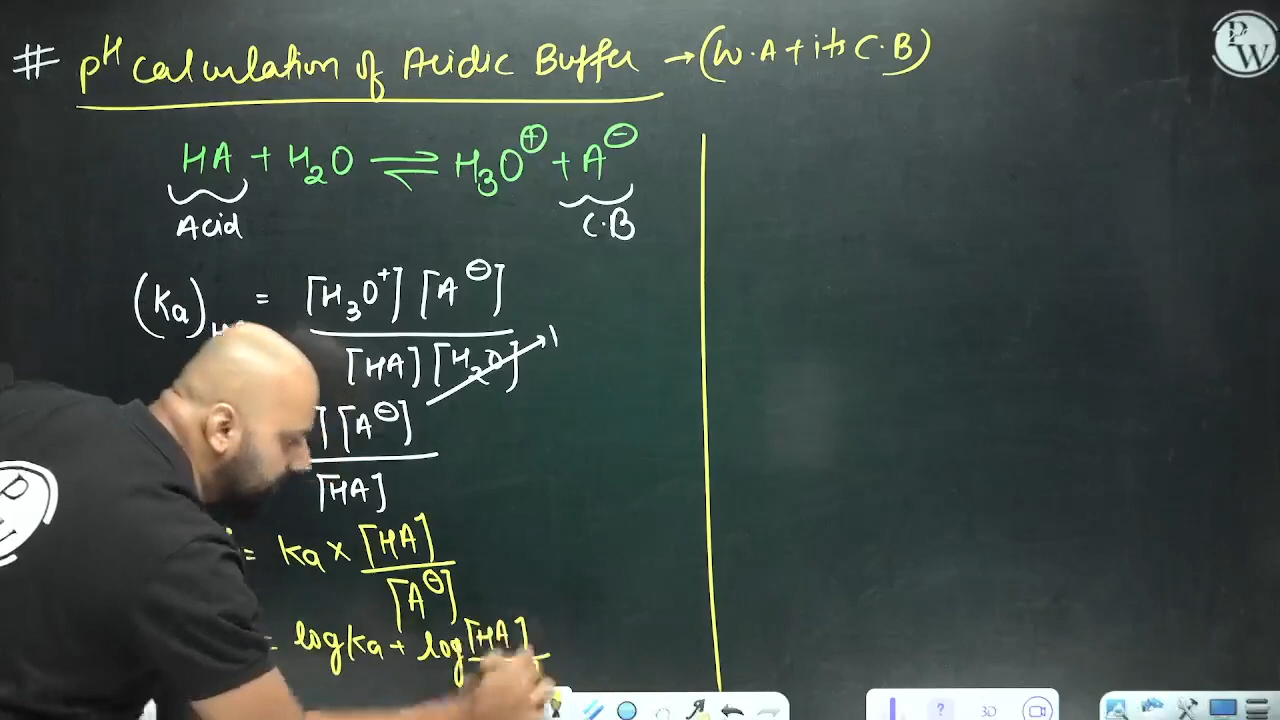 # pH calculation of Acidic Buffer → (W.A + its C.B)
HA + H₂O ⇌ H₃O⊕ + A⊖
Acid C.B
(Ka) = [H₃O⁺] [A⊖]
[HA] [H₂O] 1
[A⊖]
[HA]
= Ka × [HA]
[A⊖]
= log Ka + log [HA]
PW